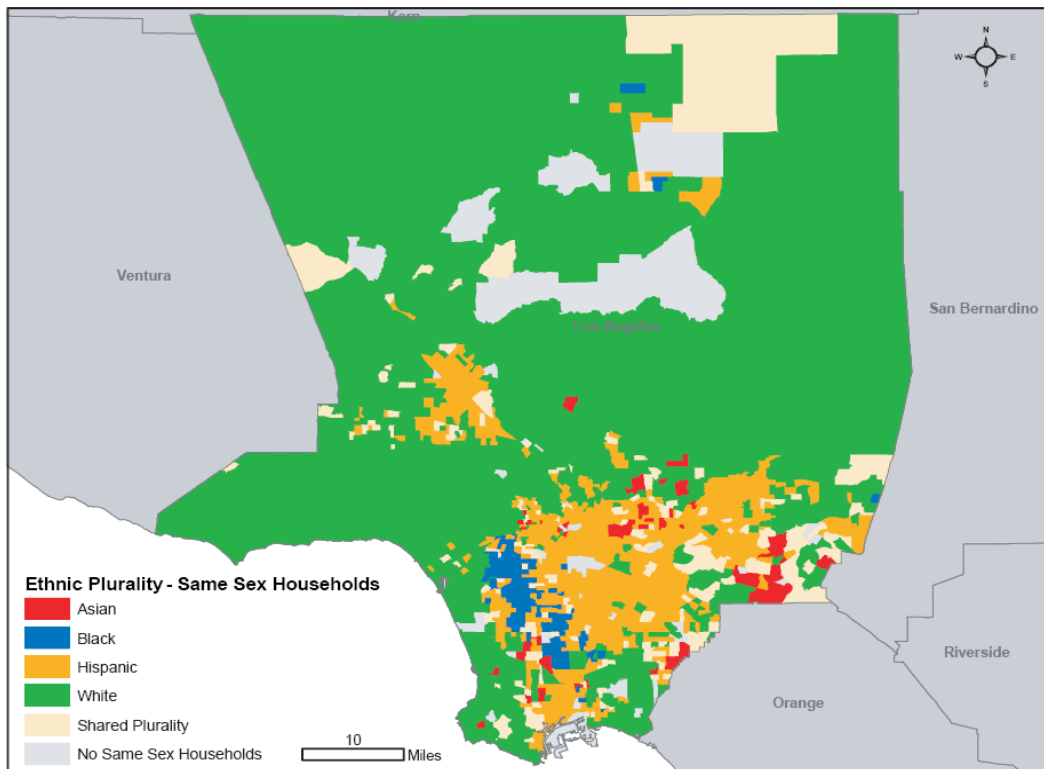 Kern
N
W E
S
Ventura
San Bernardino
Los Angeles
Ethnic Plurality - Same Sex Households
Asian
Black
Hispanic
White
Shared Plurality
No Same Sex Households
10
Miles
Riverside
Orange